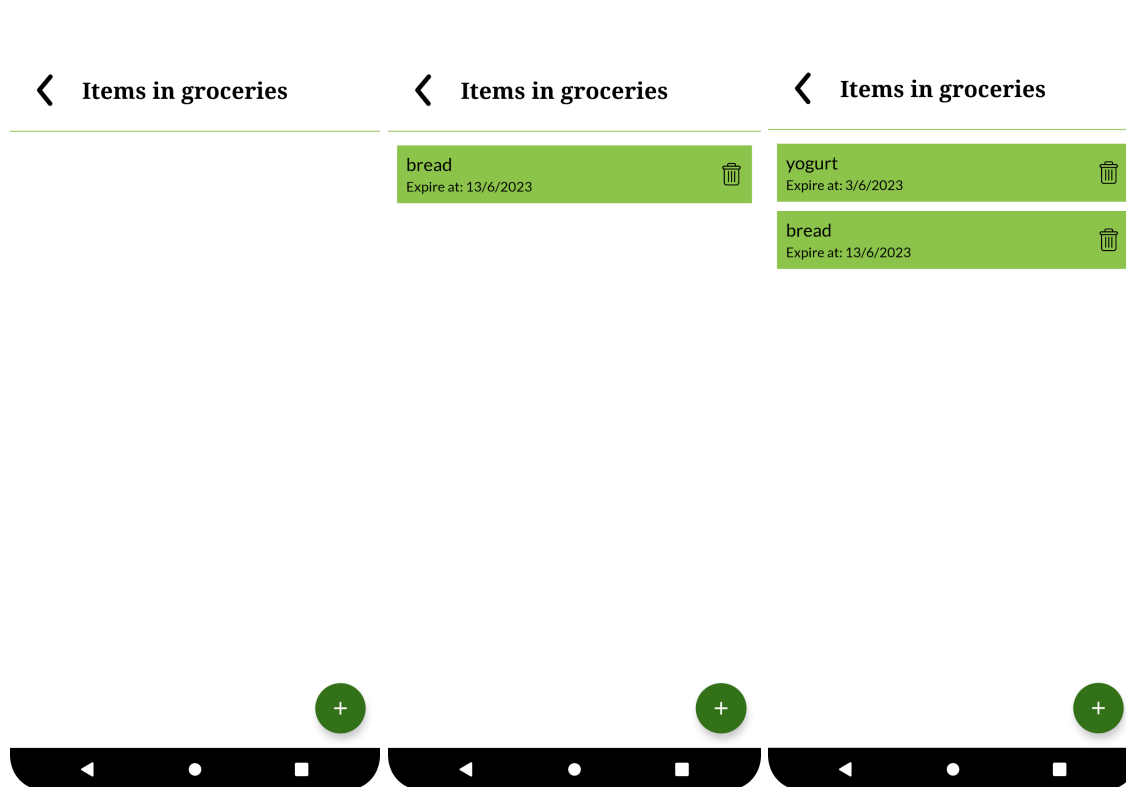 Items in groceries
Items in groceries
bread
Expire at: 13/6/2023
Items in groceries
yogurt
Expire at: 3/6/2023
bread
Expire at: 13/6/2023
+
+
+